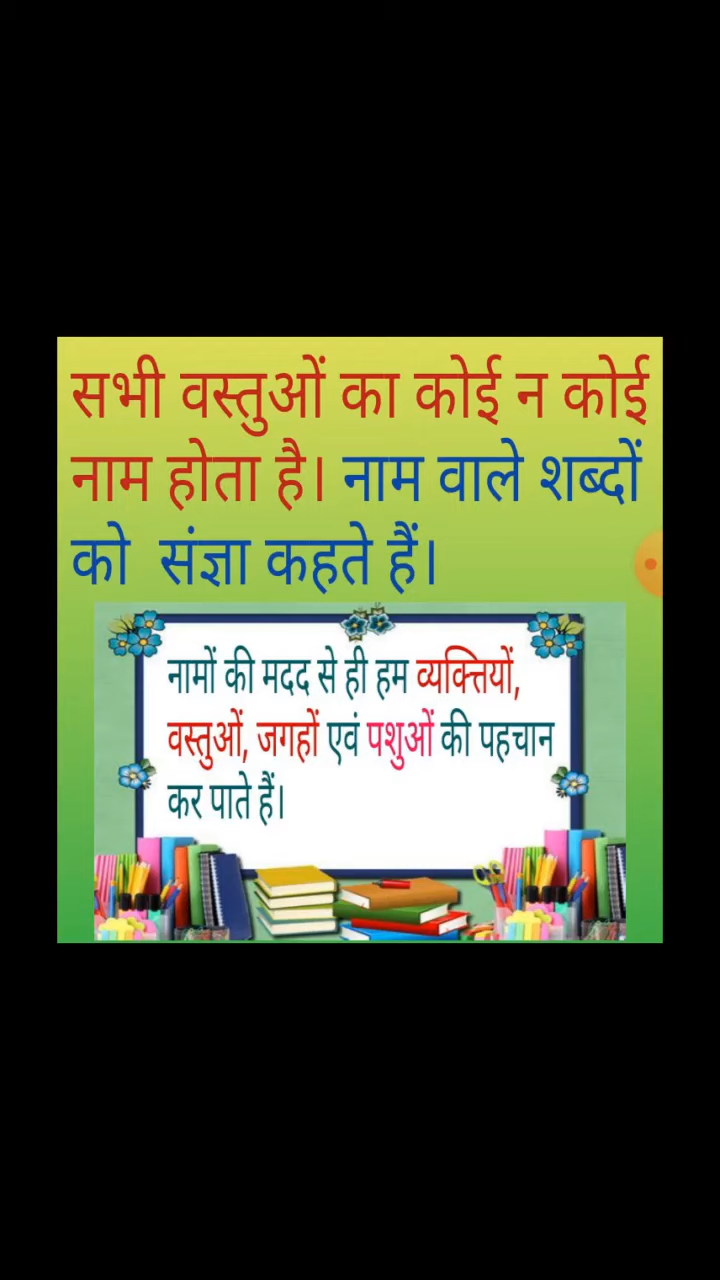 सभी वस्तुओं का कोई न कोई
नाम होता है। नाम वाले शब्दों
को संज्ञा कहते हैं।
नामों की मदद से ही हम व्यक्तियों,
वस्तुओं, जगहों एवं पशुओं की पहचान
कर पाते हैं।